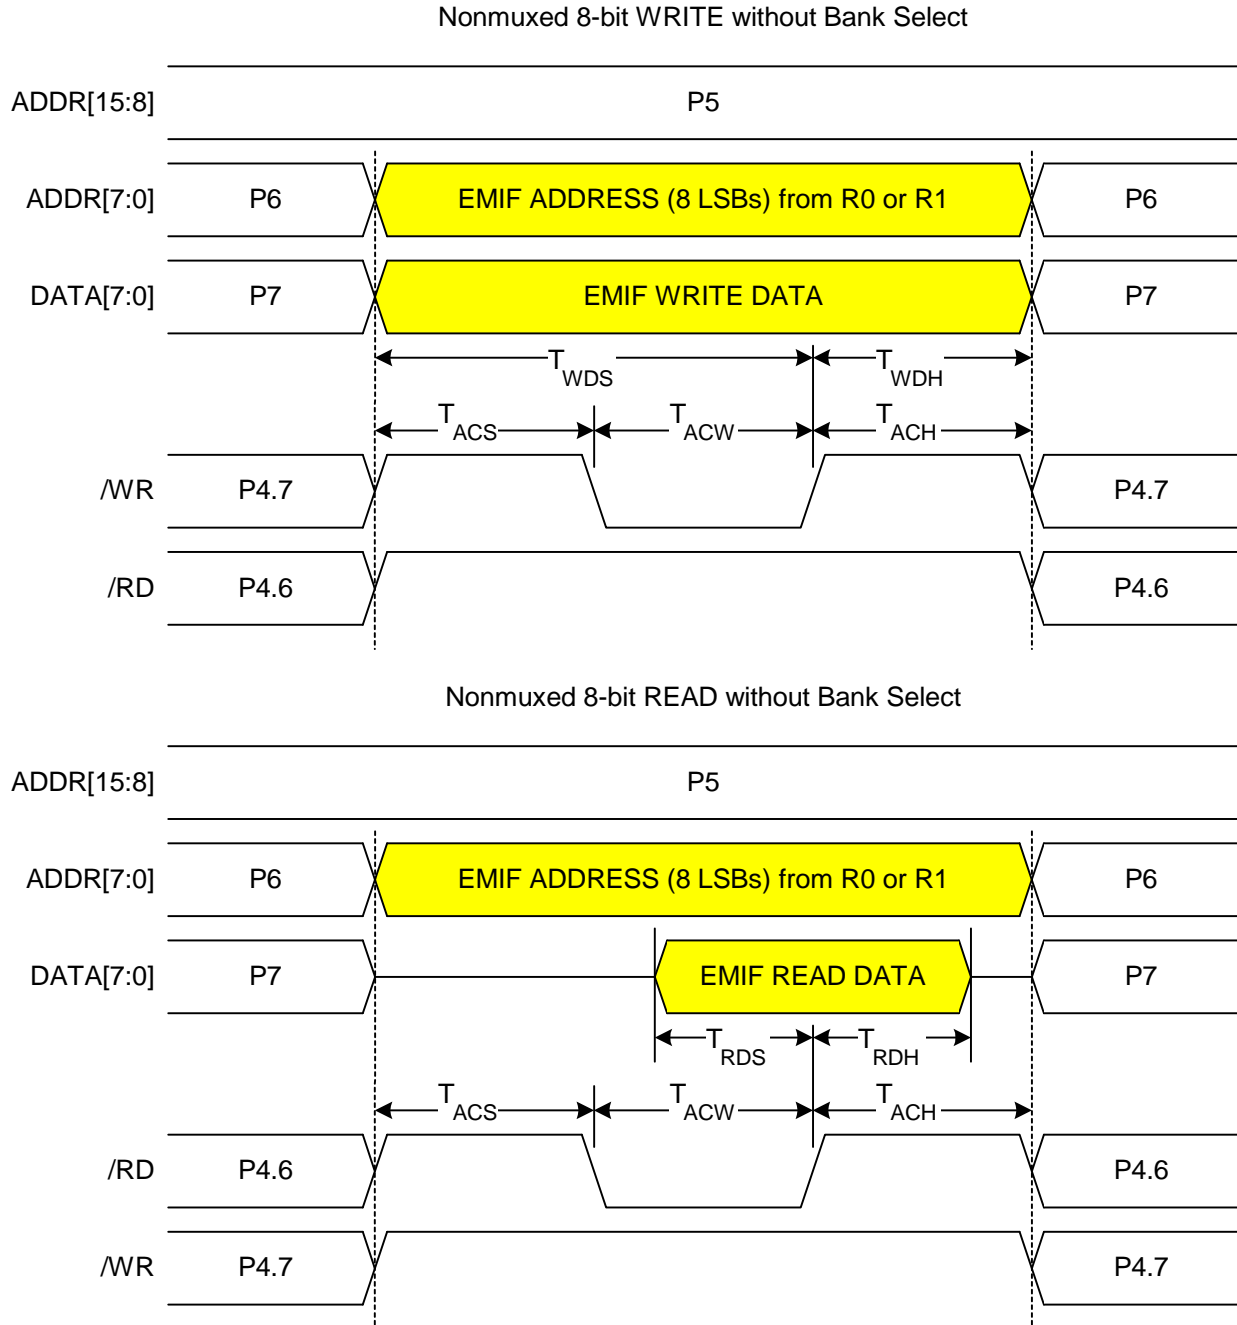 Nonmuxed 8-bit WRITE without Bank Select
ADDR[15:8] P5
ADDR[7:0] P6 EMIF ADDRESS (8 LSBs) from R0 or R1 P6
DATA[7:0] P7 EMIF WRITE DATA P7
TWDS TWDH
TACS TACW TACH
/WR P4.7 P4.7
/RD P4.6 P4.6
Nonmuxed 8-bit READ without Bank Select
ADDR[15:8] P5
ADDR[7:0] P6 EMIF ADDRESS (8 LSBs) from R0 or R1 P6
DATA[7:0] P7 EMIF READ DATA P7
TRDS TRDH
TACS TACW TACH
/RD P4.6 P4.6
/WR P4.7 P4.7